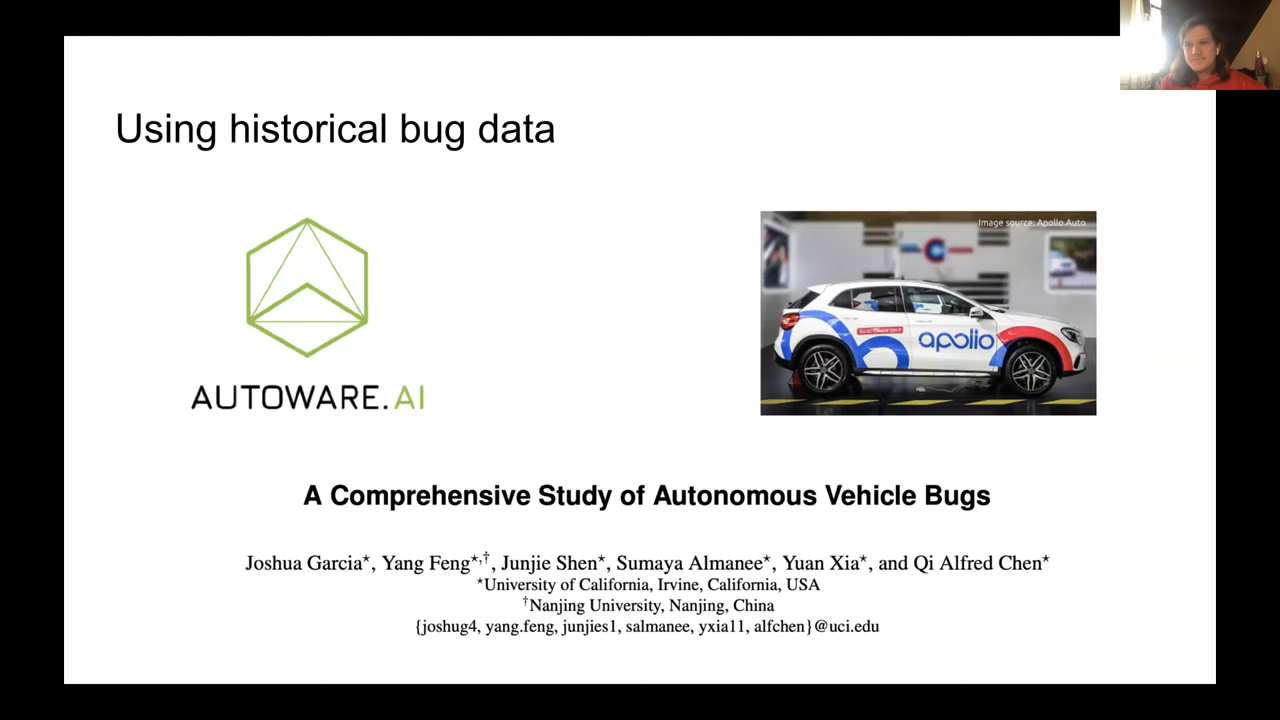 Using historical bug data
Image source: Apollo.Auto
apollo
AUTOWARE.AI
A Comprehensive Study of Autonomous Vehicle Bugs
Joshua Garcia⋆, Yang Feng⋆,†, Junjie Shen⋆, Sumaya Almanee⋆, Yuan Xia⋆, and Qi Alfred Chen⋆
⋆University of California, Irvine, California, USA
†Nanjing University, Nanjing, China
{joshug4, yang.feng, junjies1, salmanee, yxia11, alfchen}@uci.edu